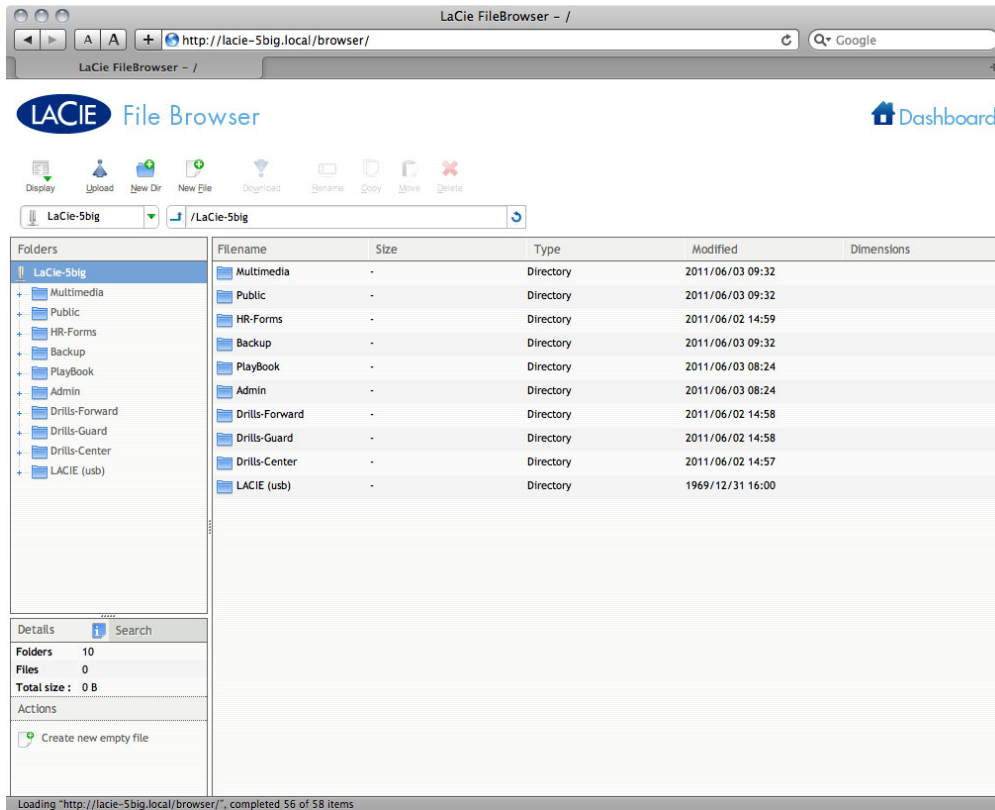 LaCie FileBrowser – /
A A + http://lacie-5big.local/browser/ Google
LaCie FileBrowser – /
LACIE File Browser Dashboard
Display Upload New Dir New File Download Rename Copy Move Delete
LaCie-5big /LaCie-5big
Folders Filename Size Type Modified Dimensions
LaCie-5big
Multimedia
Public
HR-Forms
Backup
PlayBook
Admin
Drills-Forward
Drills-Guard
Drills-Center
LACIE (usb)
Multimedia - Directory 2011/06/03 09:32
Public - Directory 2011/06/03 09:32
HR-Forms - Directory 2011/06/02 14:59
Backup - Directory 2011/06/03 09:32
PlayBook - Directory 2011/06/03 08:24
Admin - Directory 2011/06/03 08:24
Drills-Forward - Directory 2011/06/02 14:58
Drills-Guard - Directory 2011/06/02 14:58
Drills-Center - Directory 2011/06/02 14:57
LACIE (usb) - Directory 1969/12/31 16:00
Details Search
Folders 10
Files 0
Total size : 0 B
Actions
Create new empty file
Loading "http://lacie-5big.local/browser/", completed 56 of 58 items